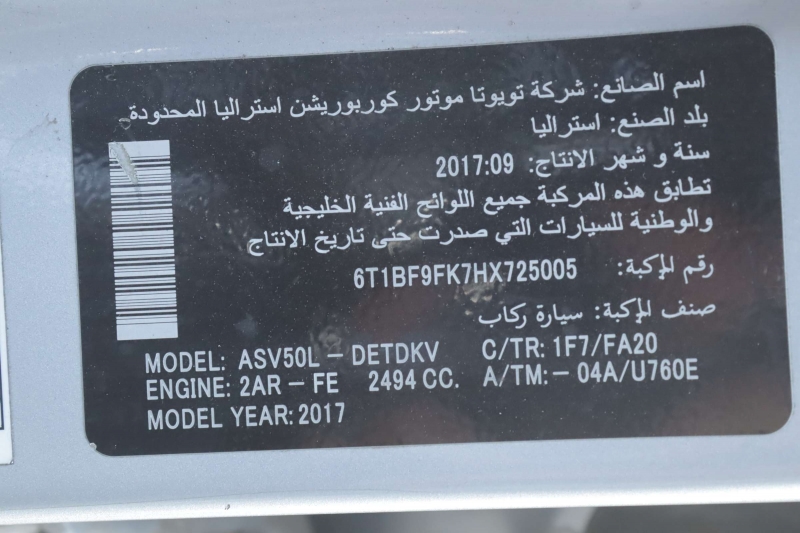 اسم الصانع: شركة تويوتا موتور كوربوريشن استراليا المحدودة
بلد الصنع: استراليا
سنة و شهر الانتاج: 2017:09
تطابق هذه المركبة جميع اللوائح الفنية الخليجية
والوطنية للسيارات التي صدرت حتى تاريخ الانتاج
رقم المركبة: 6T1BF9FK7HX725005
صنف المركبة: سيارة ركاب
MODEL: ASV50L - DETDKV C/TR: 1F7/FA20
ENGINE: 2AR - FE 2494 CC. A/TM: - 04A/U760E
MODEL YEAR: 2017